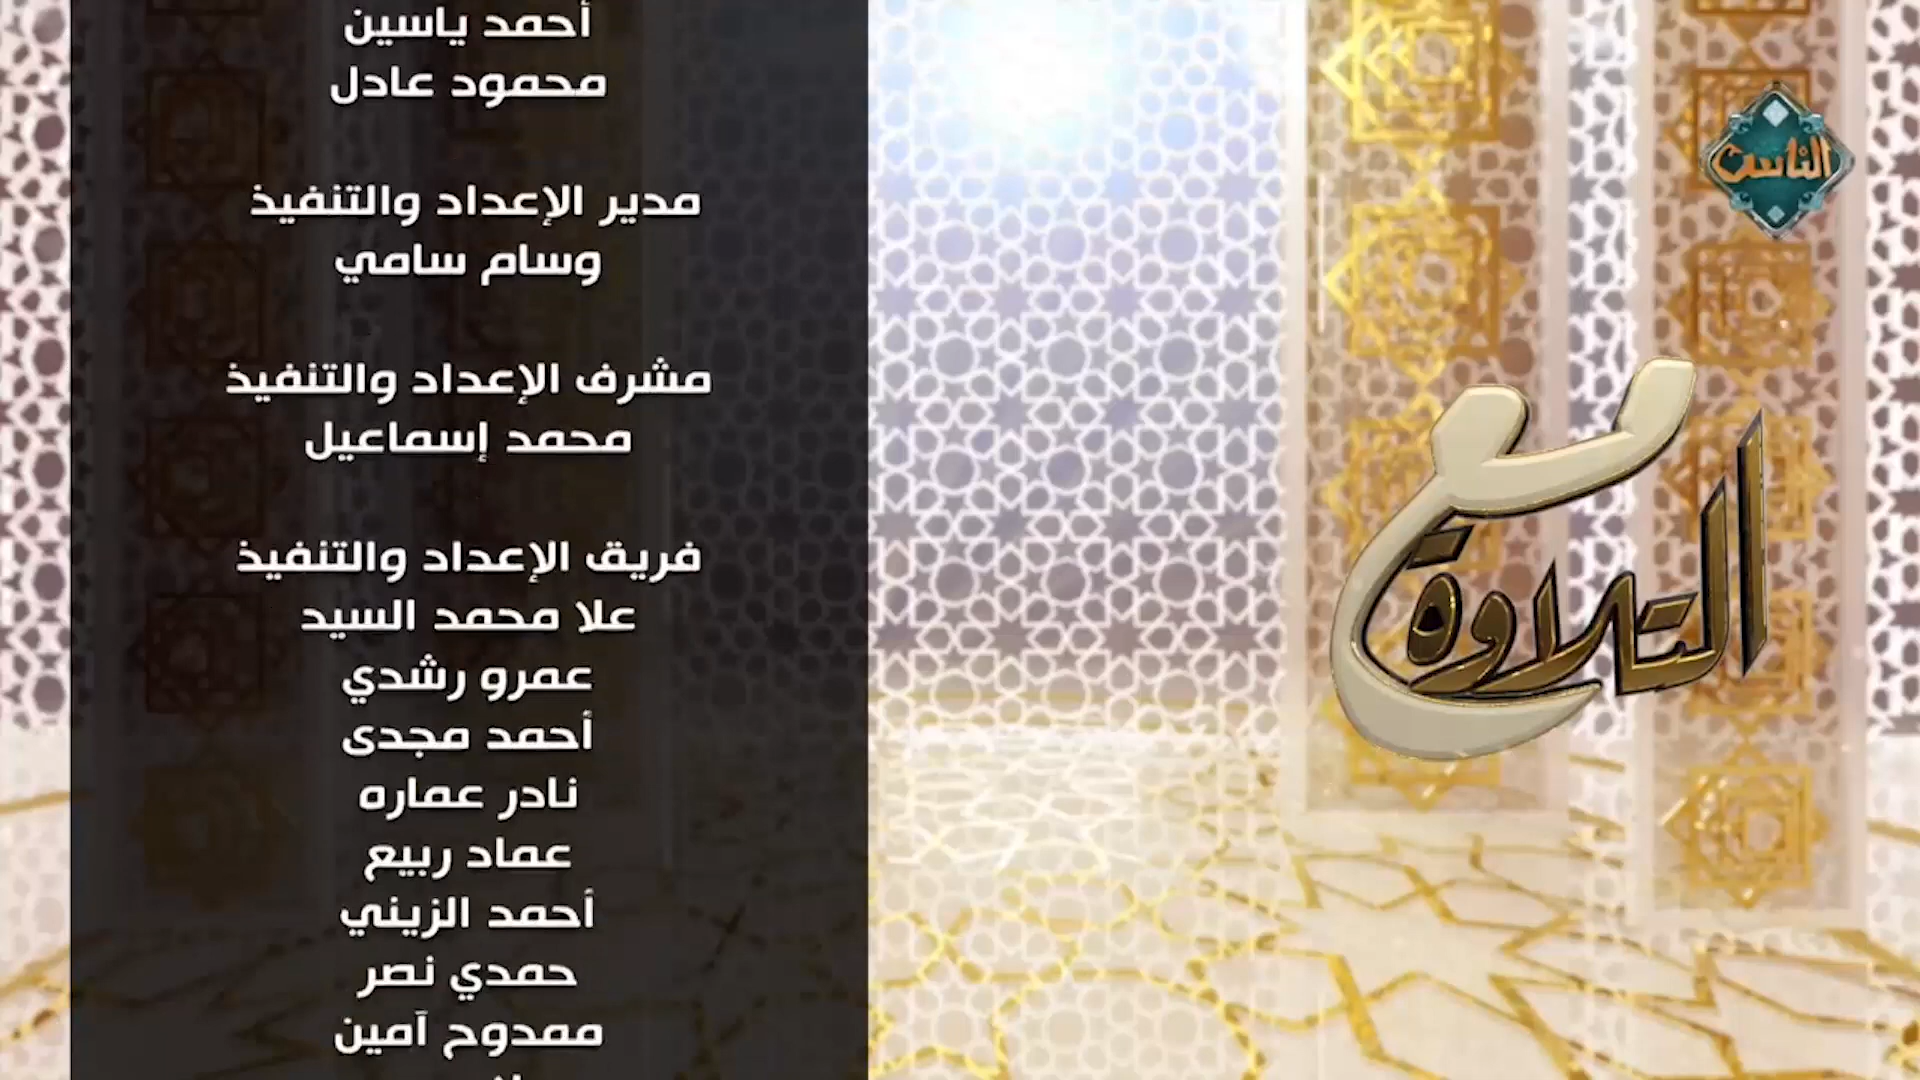 أحمد ياسين
محمود عادل
مدير الإعداد والتنفيذ
وسام سامي
مشرف الإعداد والتنفيذ
محمد إسماعيل
فريق الإعداد والتنفيذ
علا محمد السيد
عمرو رشدي
أحمد مجدى
نادر عماره
عماد ربيع
أحمد الزيني
حمدي نصر
ممدوح آمين
الناس
مع
التلاوة